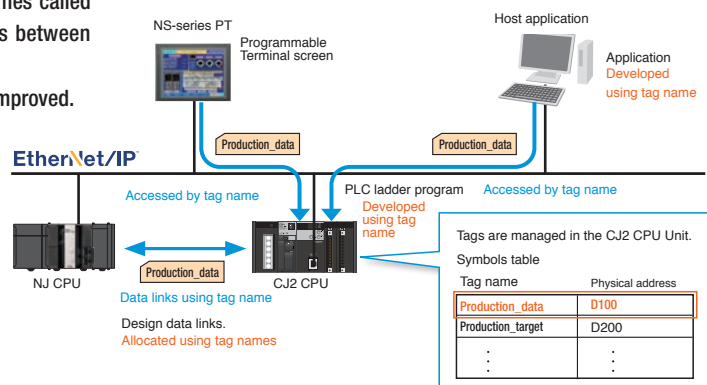 nes called
s between
mproved.
NS-series PT
Programmable
Terminal screen
Host application
Application
Developed
using tag name
Production_data
Production_data
EtherNet/IP
Accessed by tag name
PLC ladder program
Developed
using tag
name
Accessed by tag name
NJ CPU
Production_data
CJ2 CPU
Data links using tag name
Design data links.
Allocated using tag names
Tags are managed in the CJ2 CPU Unit.
Symbols table
Tag name Physical address
Production_data D100
Production_target D200